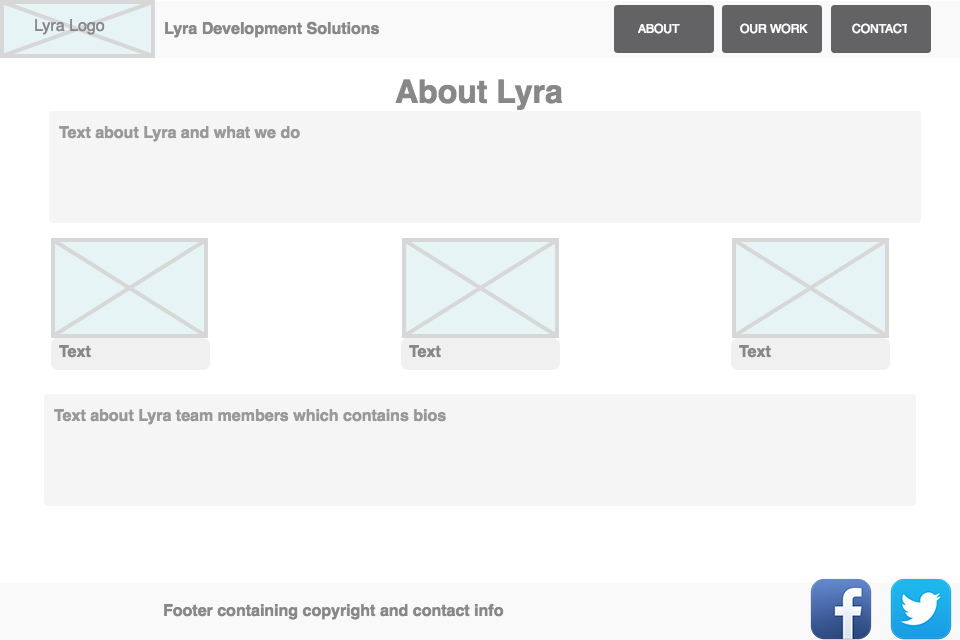 Lyra Logo
Lyra Development Solutions
ABOUT
OUR WORK
CONTACT
About Lyra
Text about Lyra and what we do
Text
Text
Text
Text about Lyra team members which contains bios
Footer containing copyright and contact info